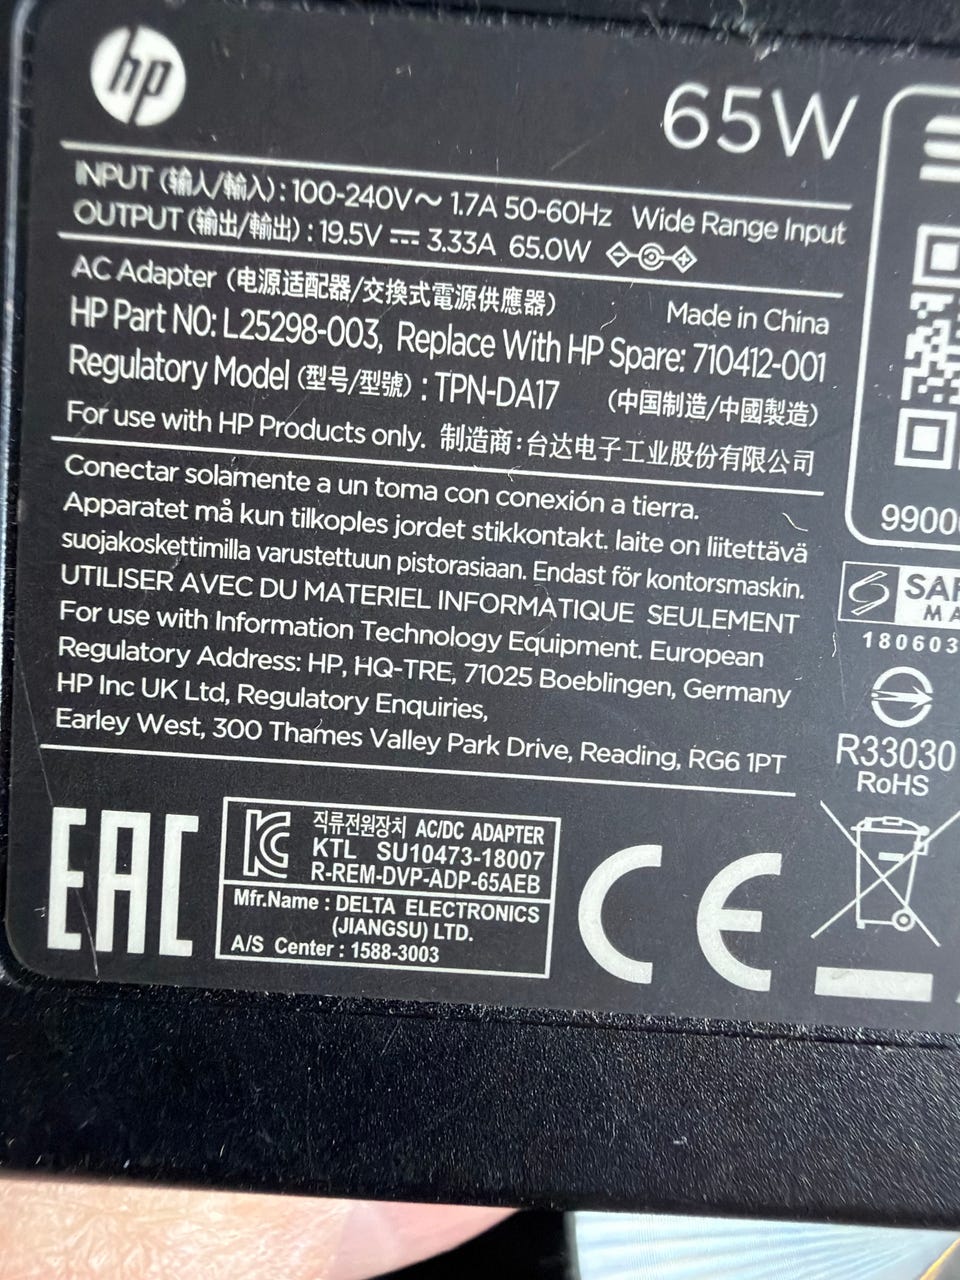 hp
65W
INPUT (输入/輸入) : 100-240V～ 1.7A 50-60Hz Wide Range Input
OUTPUT (输出/輸出) : 19.5V ⎓ 3.33A 65.0W
AC Adapter (电源适配器/交換式電源供應器)
Made in China
HP Part NO: L25298-003, Replace With HP Spare: 710412-001
Regulatory Model (型号/型號) : TPN-DA17 (中国制造/中國製造)
For use with HP Products only. 制造商:台达电子工业股份有限公司
Conectar solamente a un toma con conexión a tierra.
Apparatet må kun tilkoples jordet stikkontakt. laite on liitettävä
suojakoskettimilla varustettuun pistorasiaan. Endast för kontorsmaskin.
UTILISER AVEC DU MATERIEL INFORMATIQUE SEULEMENT
For use with Information Technology Equipment. European
Regulatory Address: HP, HQ-TRE, 71025 Boeblingen, Germany
HP Inc UK Ltd, Regulatory Enquiries,
Earley West, 300 Thames Valley Park Drive, Reading, RG6 1PT
9900
SAF
MA
180603
R33030
RoHS
EAC
KC
직류전원장치 AC/DC ADAPTER
KTL SU10473-18007
R-REM-DVP-ADP-65AEB
Mfr.Name : DELTA ELECTRONICS
(JIANGSU) LTD.
A/S Center : 1588-3003
CE